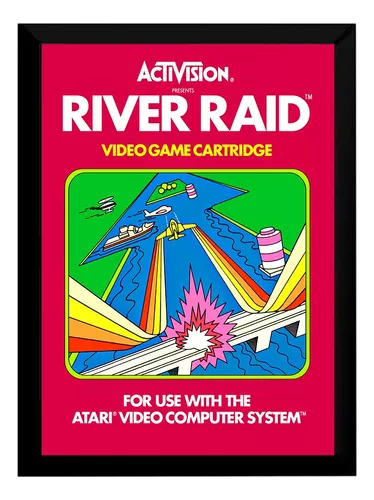 ACTIVISION®
PRESENTS
RIVER RAID™
VIDEO GAME CARTRIDGE
FOR USE WITH THE
ATARI® VIDEO COMPUTER SYSTEM™